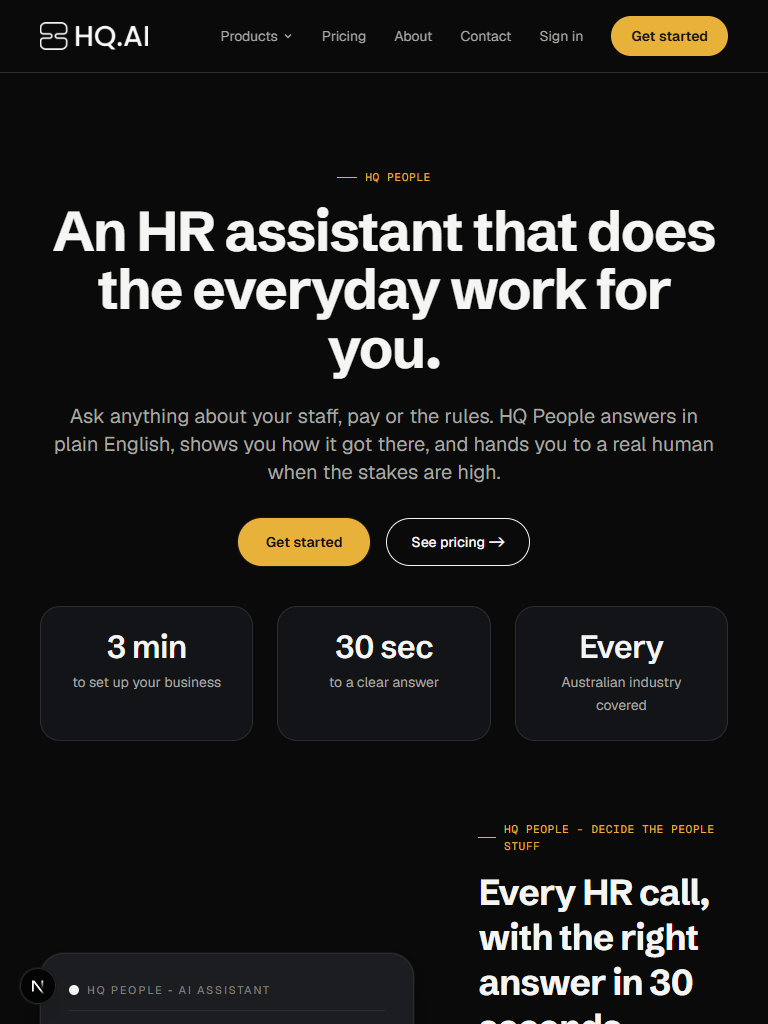 HQ.AI
Products
Pricing
About
Contact
Sign in
Get started
HQ PEOPLE
An HR assistant that does
the everyday work for
you.
Ask anything about your staff, pay or the rules. HQ People answers in
plain English, shows you how it got there, and hands you to a real human
when the stakes are high.
Get started
See pricing →
3 min
to set up your business
30 sec
to a clear answer
Every
Australian industry
covered
HQ PEOPLE - DECIDE THE PEOPLE
STUFF
Every HR call,
with the right
answer in 30
seconds
N
HQ PEOPLE - AI ASSISTANT